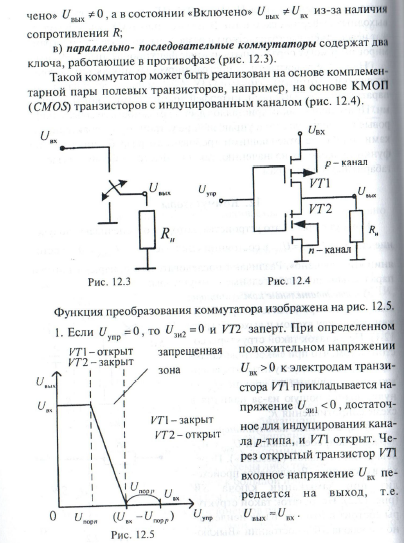 чено» Uвых ≠0, а в состоянии «Включено» Uвых ≠ Uвх из-за наличия
сопротивления R;
в) параллельно- последовательные коммутаторы содержат два
ключа, работающие в противофазе (рис. 12.3).
Такой коммутатор может быть реализован на основе комплемен-
тарной пары полевых транзисторов, например, на основе КМОП
(CMOS) транзисторов с индуцированным каналом (рис. 12.4).
Uвх
Uвых
Rн
Рис. 12.3
Uвх
p – канал
VT1
Uупр
Uвых
VT2
Rн
n – канал
Рис. 12.4
Функция преобразования коммутатора изображена на рис. 12.5.
1. Если Uупр =0, то Uзи2 =0 и VT2 заперт. При определенном
положительном напряжении
Uвх >0 к электродам транзи-
стора VT1 прикладывается на-
пряжение Uзи1 <0, достаточ-
ное для индуцирования кана-
ла p-типа, и VT1 открыт. Че-
рез открытый транзистор VT1
входное напряжение Uвх пе-
редается на выход, т.е.
Uвых ≈Uвх .
VT1 – открыт
VT2 – закрыт
запрещенная
зона
Uвых
Uвх
VT1 – закрыт
VT2 – открыт
Uпор p
Uвх
0
Uпор n
(Uвх −Uпор p)
Uупр
Рис. 12.5